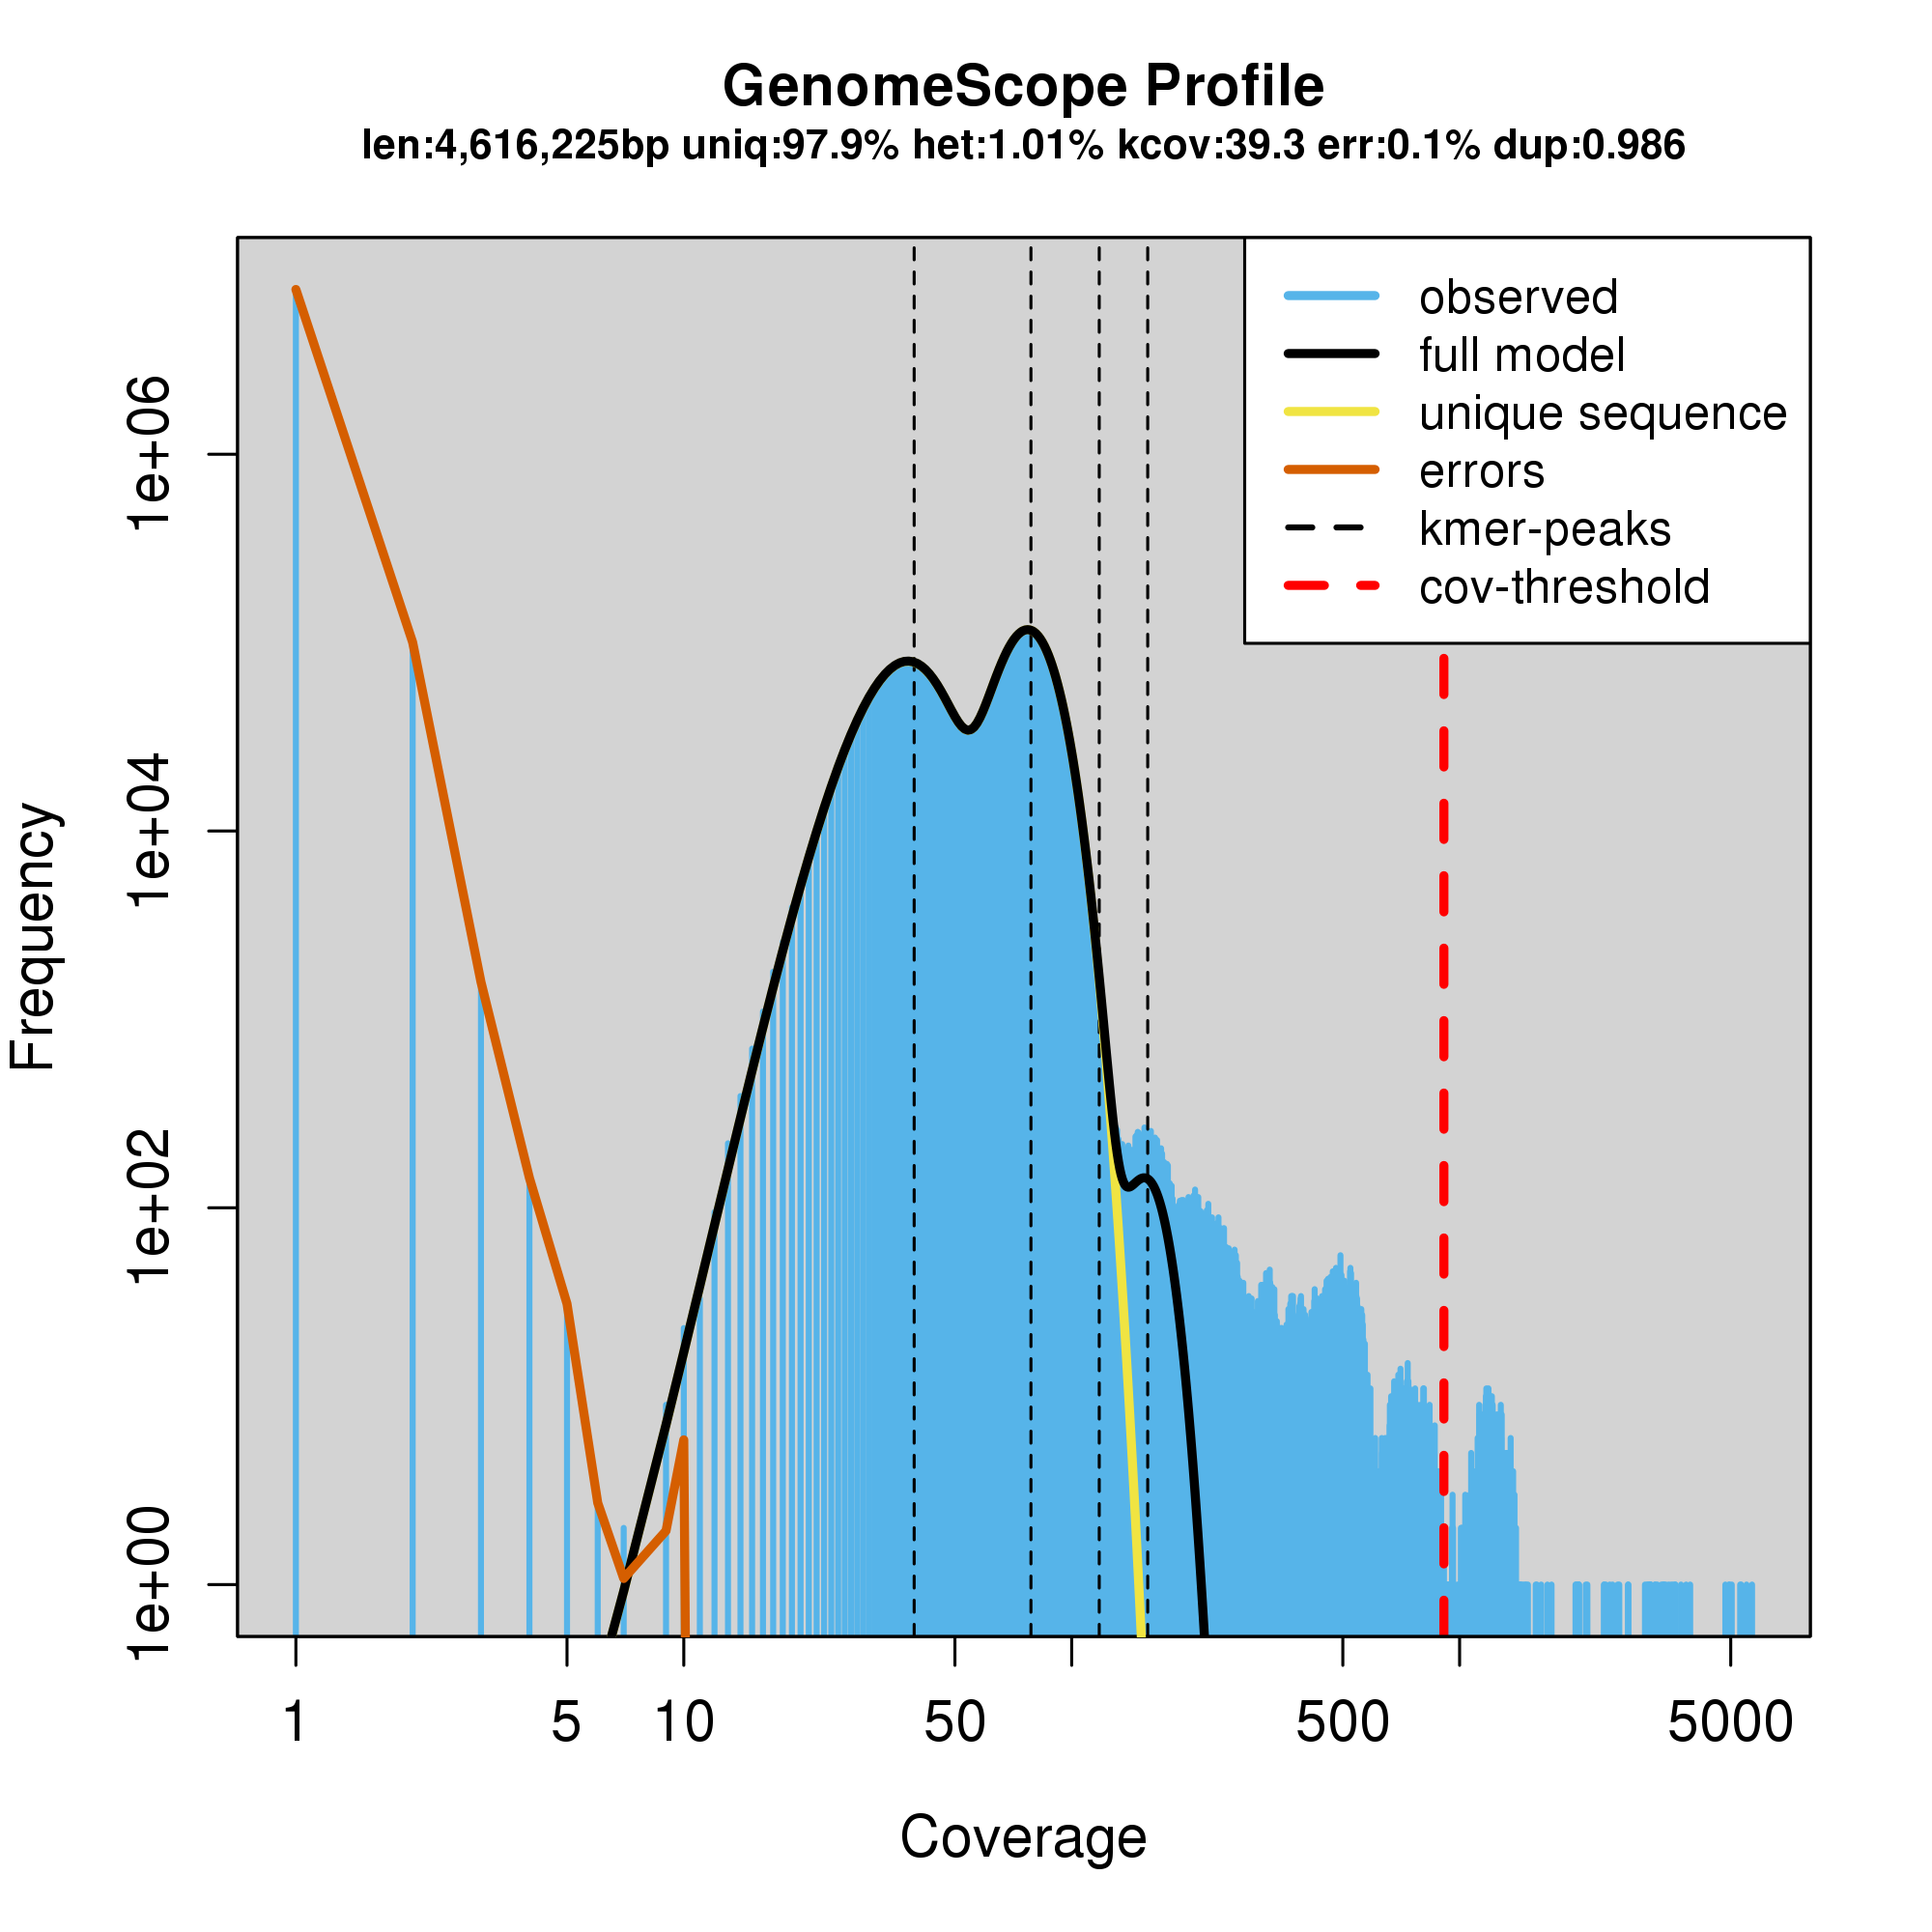 GenomeScope Profile
len:4,616,225bp uniq:97.9% het:1.01% kcov:39.3 err:0.1% dup:0.986
observed
full model
unique sequence
errors
kmer-peaks
cov-threshold
Frequency
1e+06
1e+04
1e+02
1e+00
1 5 10 50 500 5000
Coverage